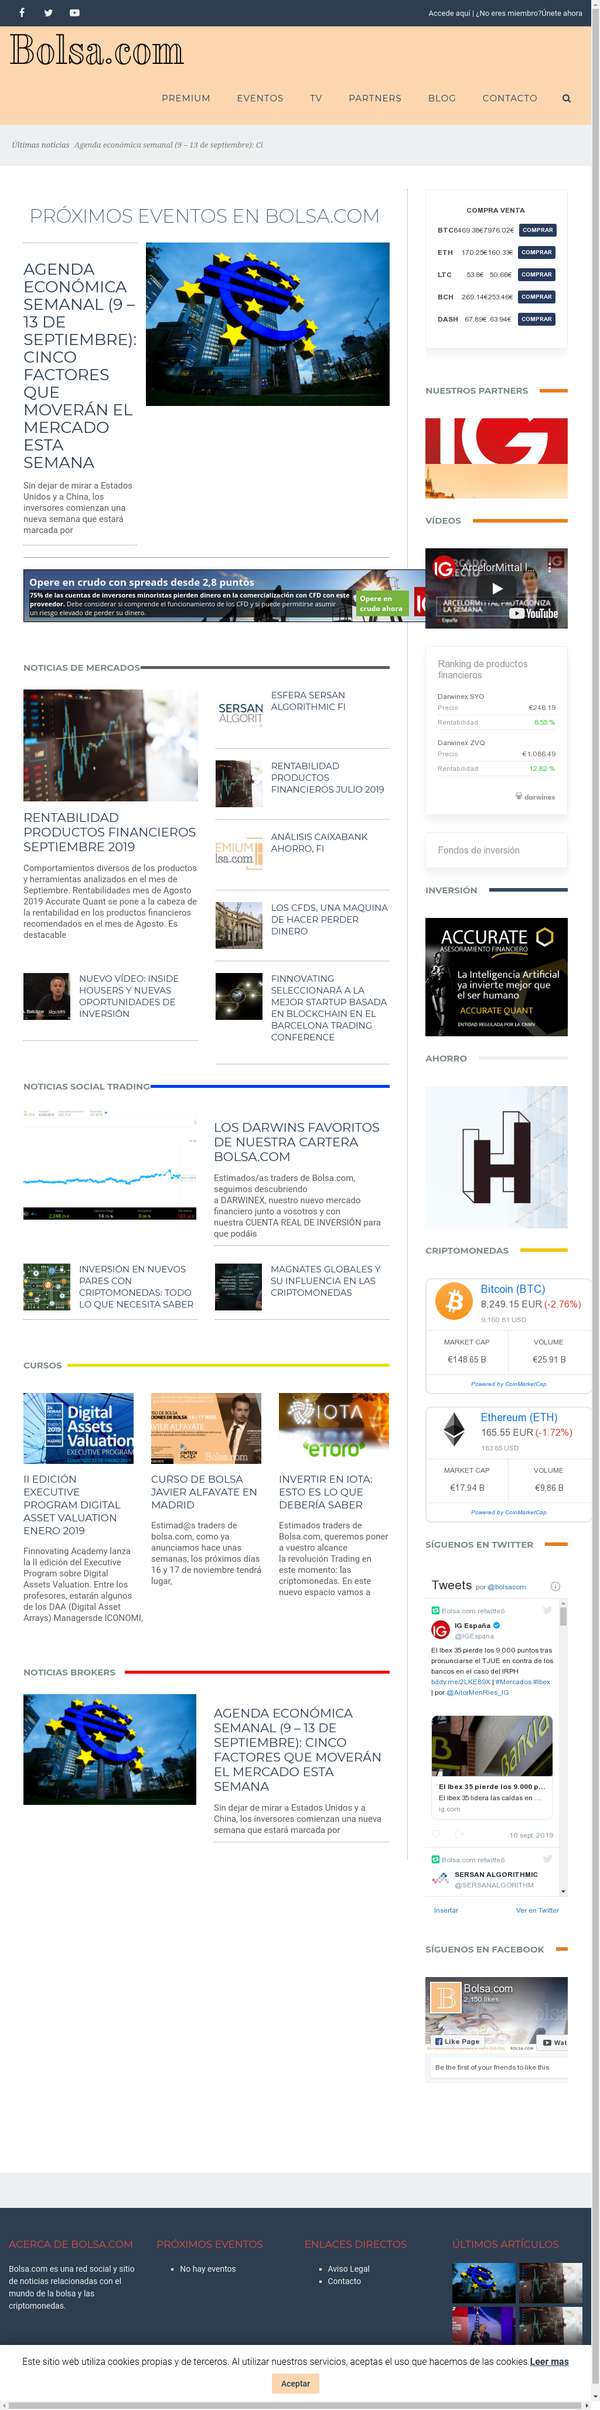 Accede aquí | ¿No eres miembro?Únete ahora
Bolsa.com
PREMIUM EVENTOS TV PARTNERS BLOG CONTACTO
Últimas noticias Agenda económica semanal (9 – 13 de septiembre): Ci
PRÓXIMOS EVENTOS EN BOLSA.COM
AGENDA
ECONÓMICA
SEMANAL (9 –
13 DE
SEPTIEMBRE):
CINCO
FACTORES
QUE
MOVERÁN EL
MERCADO
ESTA
SEMANA
Sin dejar de mirar a Estados
Unidos y a China, los
inversores comienzan una
nueva semana que estará
marcada por
Opere en crudo con spreads desde 2,8 puntos
75% de las cuentas de inversores minoristas pierden dinero en la comercialización con CFD con este
proveedor. Debe considerar si comprende el funcionamiento de los CFD y si puede permitirse asumir
un riesgo elevado de perder su dinero.
Opere en
crudo ahora
NOTICIAS DE MERCADOS
RENTABILIDAD
PRODUCTOS FINANCIEROS
SEPTIEMBRE 2019
Comportamientos diversos de los productos
y herramientas analizados en el mes de
Septiembre. Rentabilidades mes de Agosto
2019 Accurate Quant se pone a la cabeza de
la rentabilidad en los productos financieros
recomendados en el mes de Agosto. Es
destacable
SERSAN
ALGORIT
ESFERA SERSAN
ALGORITHMIC FI
RENTABILIDAD
PRODUCTOS
FINANCIEROS JULIO 2019
EMIUM
lsa.com
ANÁLISIS CAIXABANK
AHORRO, FI
LOS CFDS, UNA MAQUINA
DE HACER PERDER
DINERO
NUEVO VÍDEO: INSIDE
HOUSERS Y NUEVAS
OPORTUNIDADES DE
INVERSIÓN
FINNOVATING
SELECCIONARÁ A LA
MEJOR STARTUP BASADA
EN BLOCKCHAIN EN EL
BARCELONA TRADING
CONFERENCE
NOTICIAS SOCIAL TRADING
LOS DARWINS FAVORITOS
DE NUESTRA CARTERA
BOLSA.COM
Estimados/as traders de Bolsa.com,
seguimos descubriendo
a DARWINEX, nuestro nuevo mercado
financiero junto a vosotros y con
nuestra CUENTA REAL DE INVERSIÓN para
que podáis
INVERSIÓN EN NUEVOS
PARES CON
CRIPTOMONEDAS: TODO
LO QUE NECESITA SABER
MAGNATES GLOBALES Y
SU INFLUENCIA EN LAS
CRIPTOMONEDAS
CURSOS
Digital
Assets
Valuation
EXECUTIVE PROGRAM
II EDICIÓN
EXECUTIVE
PROGRAM DIGITAL
ASSET VALUATION
ENERO 2019
Finnovating Academy lanza
la II edición del Executive
Program sobre Digital
Assets Valuation. Entre los
profesores, estarán algunos
de los DAA (Digital Asset
Arrays) Managersde ICONOMI,
CURSO DE BOLSA
JAVIER ALFAYATE EN
MADRID
Estimad@s traders de
bolsa.com, como ya
anunciamos hace unas
semanas, los próximos días
16 y 17 de noviembre tendrá
lugar,
IOTA
eToro
INVERTIR EN IOTA:
ESTO ES LO QUE
DEBERÍA SABER
Estimados traders de
Bolsa.com, queremos poner
a vuestro alcance
la revolución Trading en
este momento: las
criptomonedas. En este
nuevo espacio vamos a
NOTICIAS BROKERS
AGENDA ECONÓMICA
SEMANAL (9 – 13 DE
SEPTIEMBRE): CINCO
FACTORES QUE MOVERÁN
EL MERCADO ESTA
SEMANA
Sin dejar de mirar a Estados Unidos y a
China, los inversores comienzan una nueva
semana que estará marcada por
COMPRA VENTA
BTC 8469.38€7976.02€ COMPRAR
ETH 170.25€160.33€ COMPRAR
LTC 53.8€ 50.66€ COMPRAR
BCH 269.14€253.46€ COMPRAR
DASH 67.89€ 63.94€ COMPRAR
NUESTROS PARTNERS
IG
VÍDEOS
ArcelorMittal l...
ARCELORMITTAL PROTAGONIZA
LA SEMANA
YouTube
Ranking de productos
financieros
Darwinex SYO
Precio €246.19
Rentabilidad 8.55 %
Darwinex ZVQ
Precio €1,086.49
Rentabilidad 12.82 %
darwinex
Fondos de inversión
INVERSIÓN
ACCURATE
ASESORAMIENTO FINANCIERO
La Inteligencia Artificial
ya invierte mejor que
el ser humano
ACCURATE QUANT
ENTIDAD REGULADA POR LA CNMV
AHORRO
H
CRIPTOMONEDAS
Bitcoin (BTC)
8,249.15 EUR (-2.76%)
9,160.81 USD
MARKET CAP VOLUME
€148.65 B €25.91 B
Powered by CoinMarketCap
Ethereum (ETH)
165.55 EUR (-1.72%)
183.85 USD
MARKET CAP VOLUME
€17.94 B €9.86 B
Powered by CoinMarketCap
SÍGUENOS EN TWITTER
Tweets por @bolsacom
Bolsa.com retwitteó
IG España
@IGEspana
El Ibex 35 pierde los 9.000 puntos tras
pronunciarse el TJUE en contra de los
bancos en el caso del IRPH
bddy.me/2LKE89X | #Mercados #Ibex
| por @AitorMenRies_IG
Bankia
El Ibex 35 pierde los 9.000 p...
El Ibex 35 lidera las caídas en ...
ig.com
10 sept. 2019
Bolsa.com retwitteó
SERSAN ALGORITHMIC
@SERSANALGORITHM
Insertar Ver en Twitter
SÍGUENOS EN FACEBOOK
Bolsa.com
2,150 likes
Like Page
Wat
Be the first of your friends to like this
ACERCA DE BOLSA.COM
Bolsa.com es una red social y sitio
de noticias relacionadas con el
mundo de la bolsa y las
criptomonedas.
PRÓXIMOS EVENTOS
No hay eventos
ENLACES DIRECTOS
Aviso Legal
Contacto
ÚLTIMOS ARTÍCULOS
Este sitio web utiliza cookies propias y de terceros. Al utilizar nuestros servicios, aceptas el uso que hacemos de las cookies.Leer mas
Aceptar